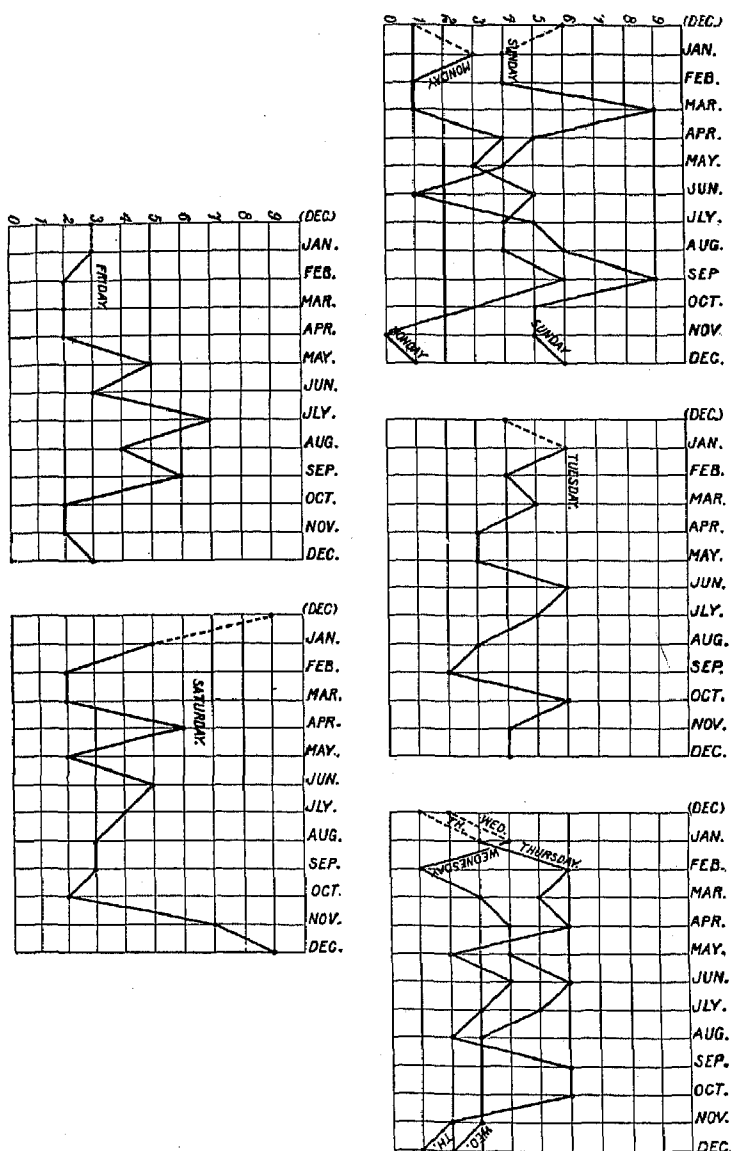 0 1 2 3 4 5 6 7 8 9 (DEC.)
JAN.
FEB.
MAR.
APR.
MAY.
JUN.
JLY.
AUG.
SEP
OCT.
NOV.
DEC.
MONDAY
SUNDAY
MONDAY
SUNDAY
0 1 2 3 4 5 6 7 8 9 (DEC.)
JAN.
FEB.
MAR.
APR.
MAY.
JUN.
JLY.
AUG.
SEP.
OCT.
NOV.
DEC.
FRIDAY
(DEC.)
JAN.
FEB.
MAR.
APR.
MAY.
JUN.
JLY.
AUG.
SEP.
OCT.
NOV.
DEC.
TUESDAY.
(DEC)
JAN.
FEB.
MAR.
APR.
MAY.
JUN.
JLY.
AUG.
SEP.
OCT.
NOV.
DEC.
SATURDAY.
(DEC)
JAN.
FEB.
MAR.
APR.
MAY.
JUN.
JLY.
AUG.
SEP.
OCT.
NOV.
DEC.
WED.
TH.
THURSDAY.
WEDNESDAY
TH.
WED.